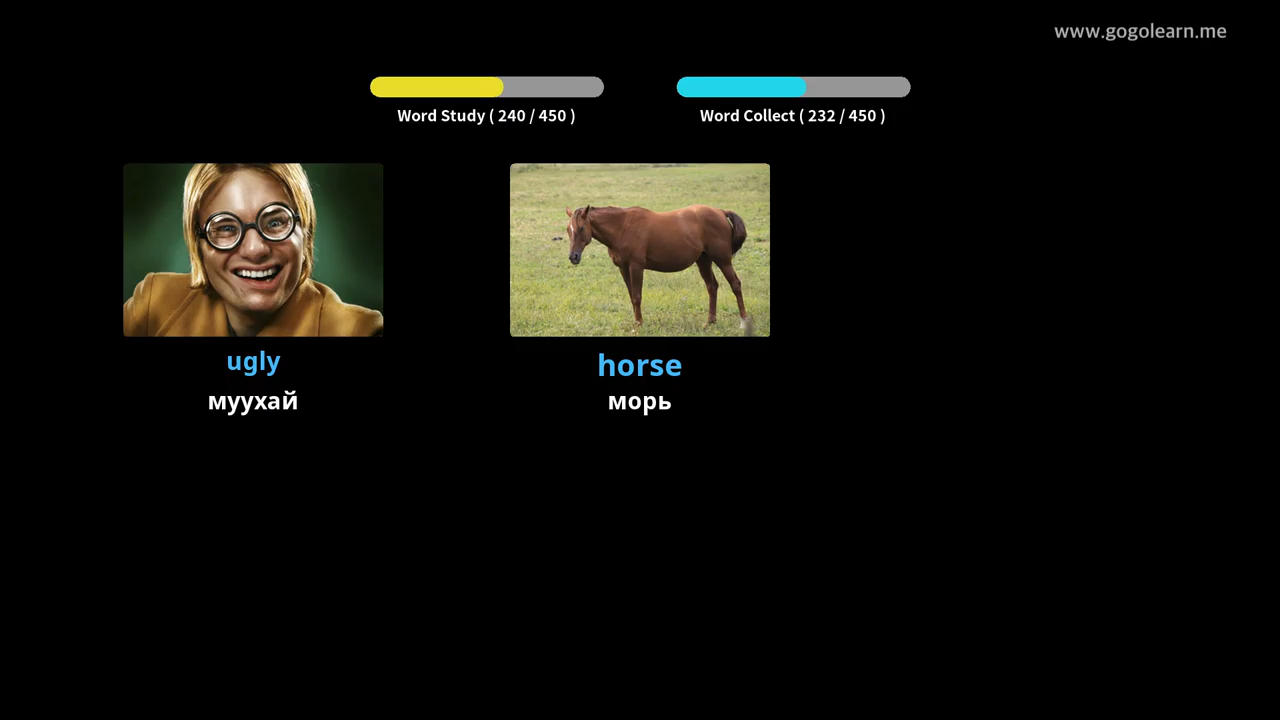 www.gogolearn.me
Word Study ( 240 / 450 )
Word Collect ( 232 / 450 )
ugly
муухай
horse
морь